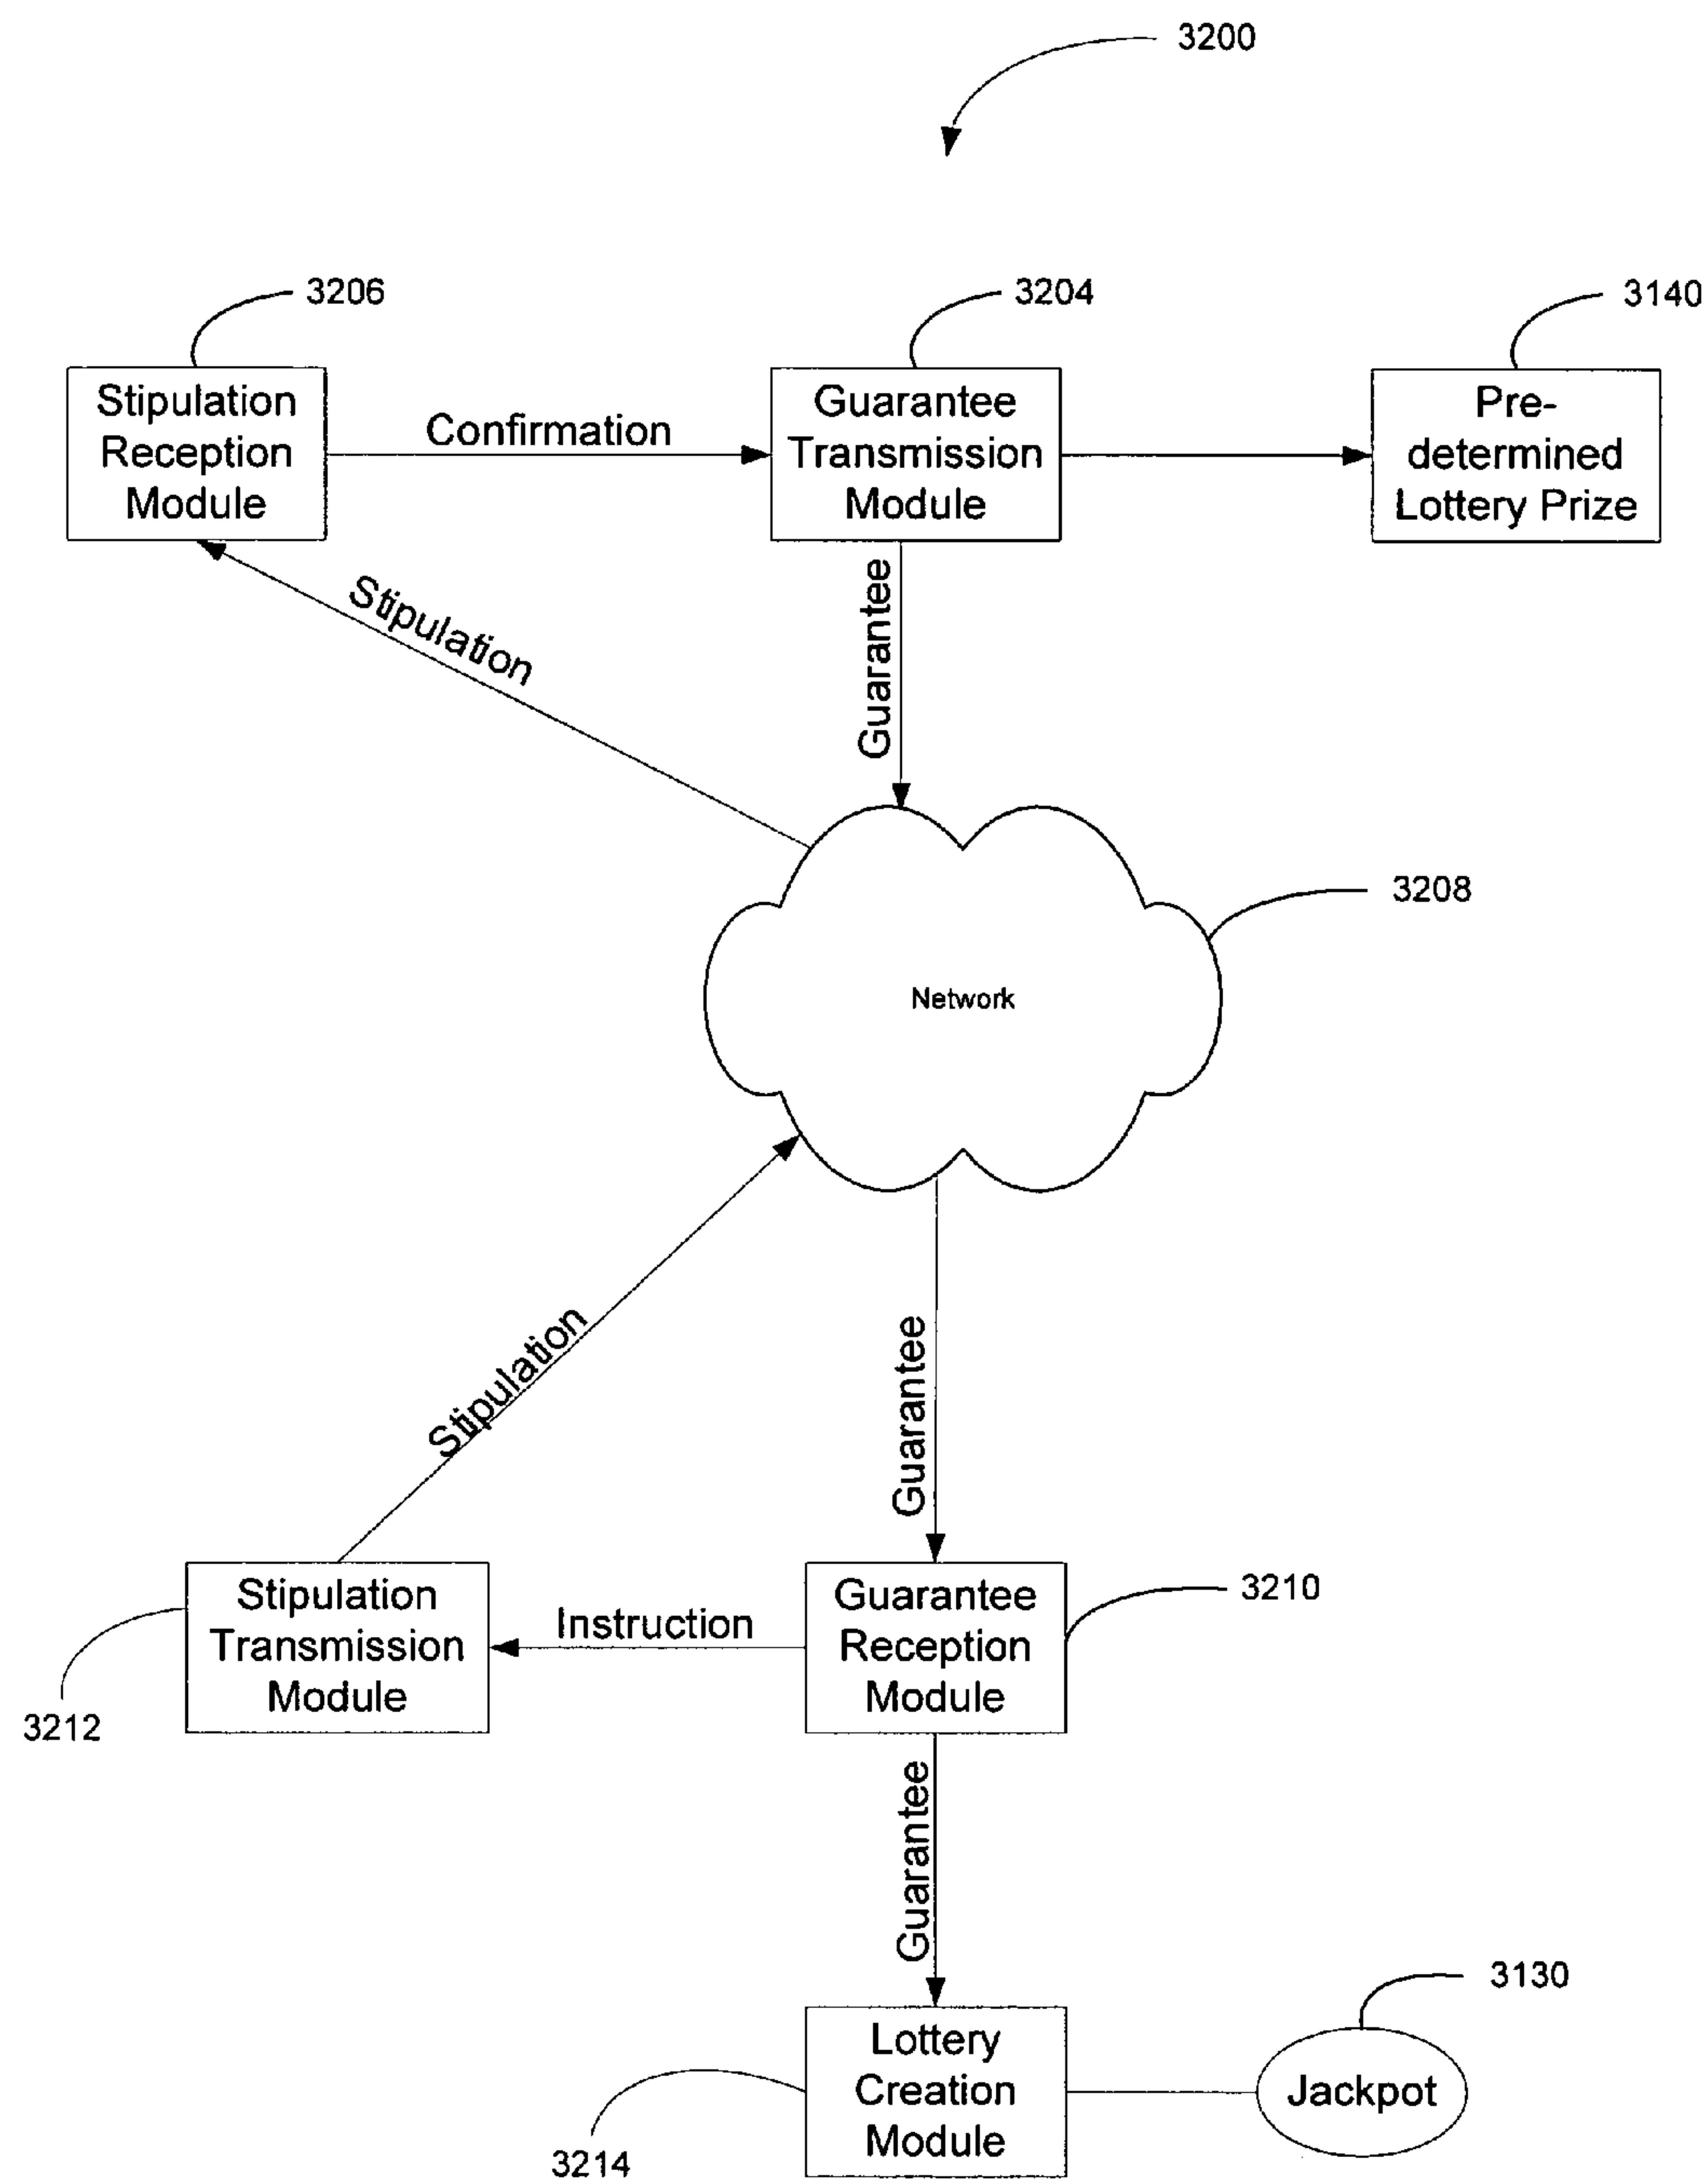 3200
3206
3204
3140
Stipulation
Reception
Module
Confirmation
Guarantee
Transmission
Module
Pre-
determined
Lottery Prize
Stipulation
Guarantee
3208
Network
Stipulation
Guarantee
Stipulation
Transmission
Module
Instruction
Guarantee
Reception
Module
3210
3212
Guarantee
3130
Lottery
Creation
Module
Jackpot
3214